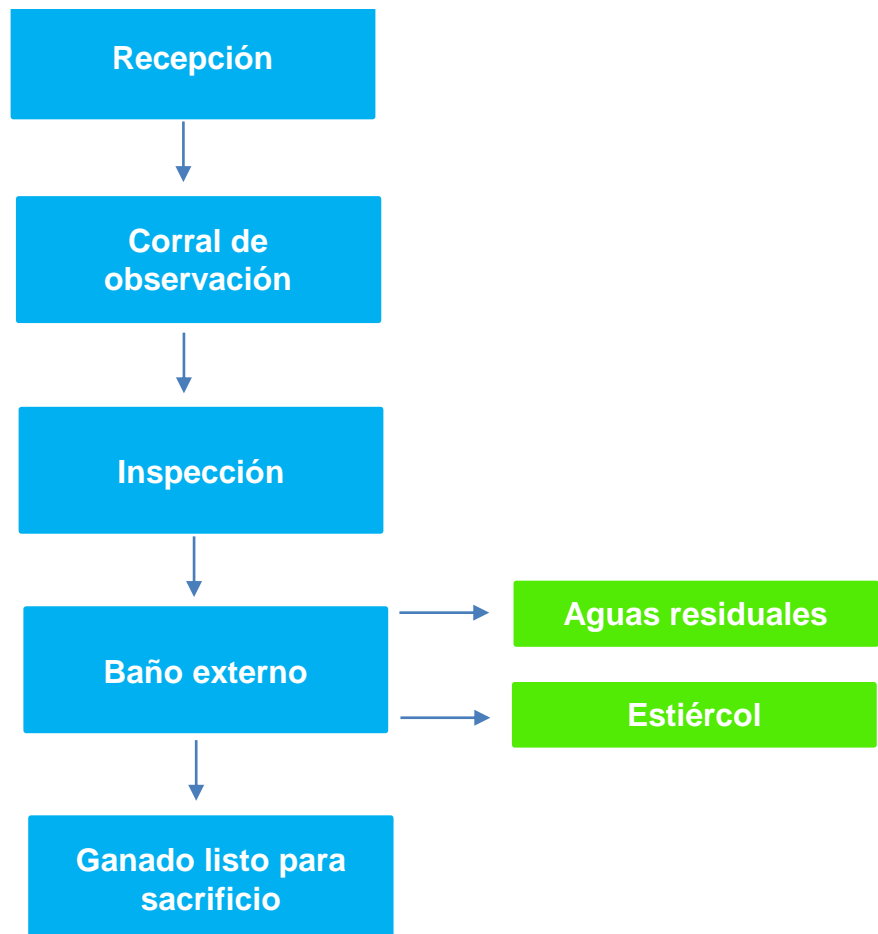 Recepción
Corral de
observación
Inspección
Baño externo
Aguas residuales
Estiércol
Ganado listo para
sacrificio